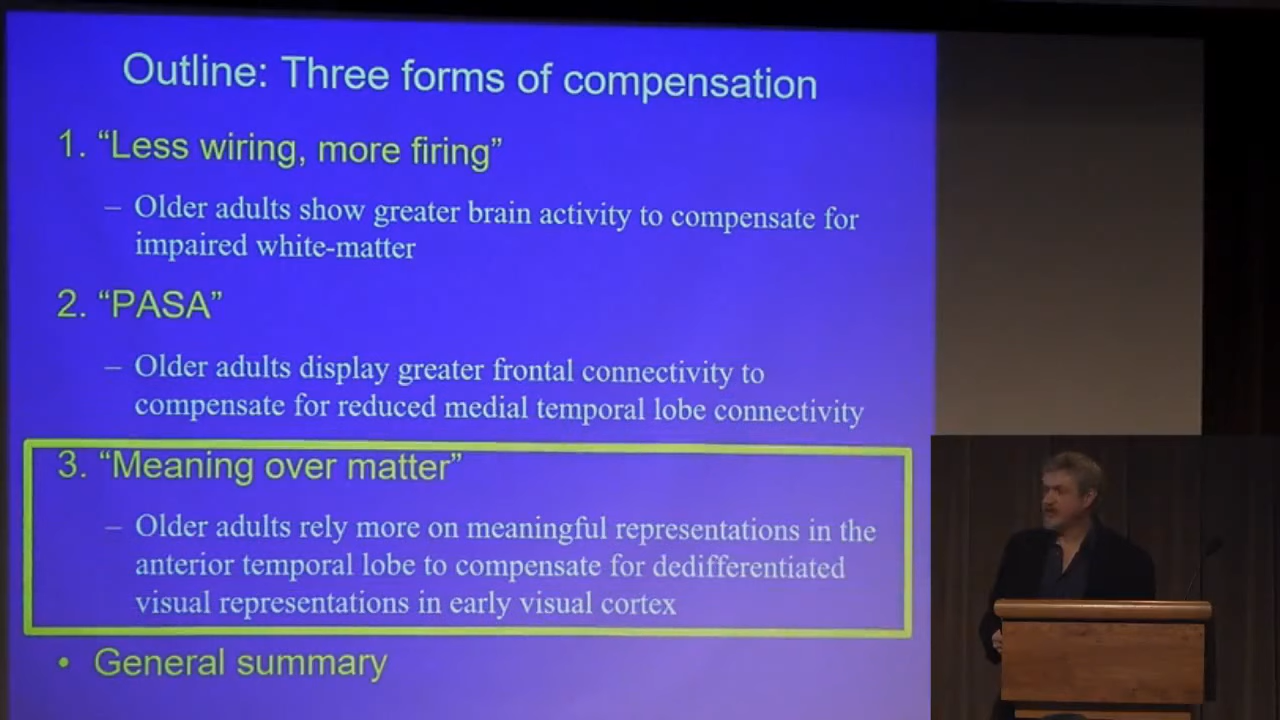 Outline: Three forms of compensation
1. “Less wiring, more firing”
– Older adults show greater brain activity to compensate for
impaired white-matter
2. “PASA”
– Older adults display greater frontal connectivity to
compensate for reduced medial temporal lobe connectivity
3. “Meaning over matter”
– Older adults rely more on meaningful representations in the
anterior temporal lobe to compensate for dedifferentiated
visual representations in early visual cortex
• General summary